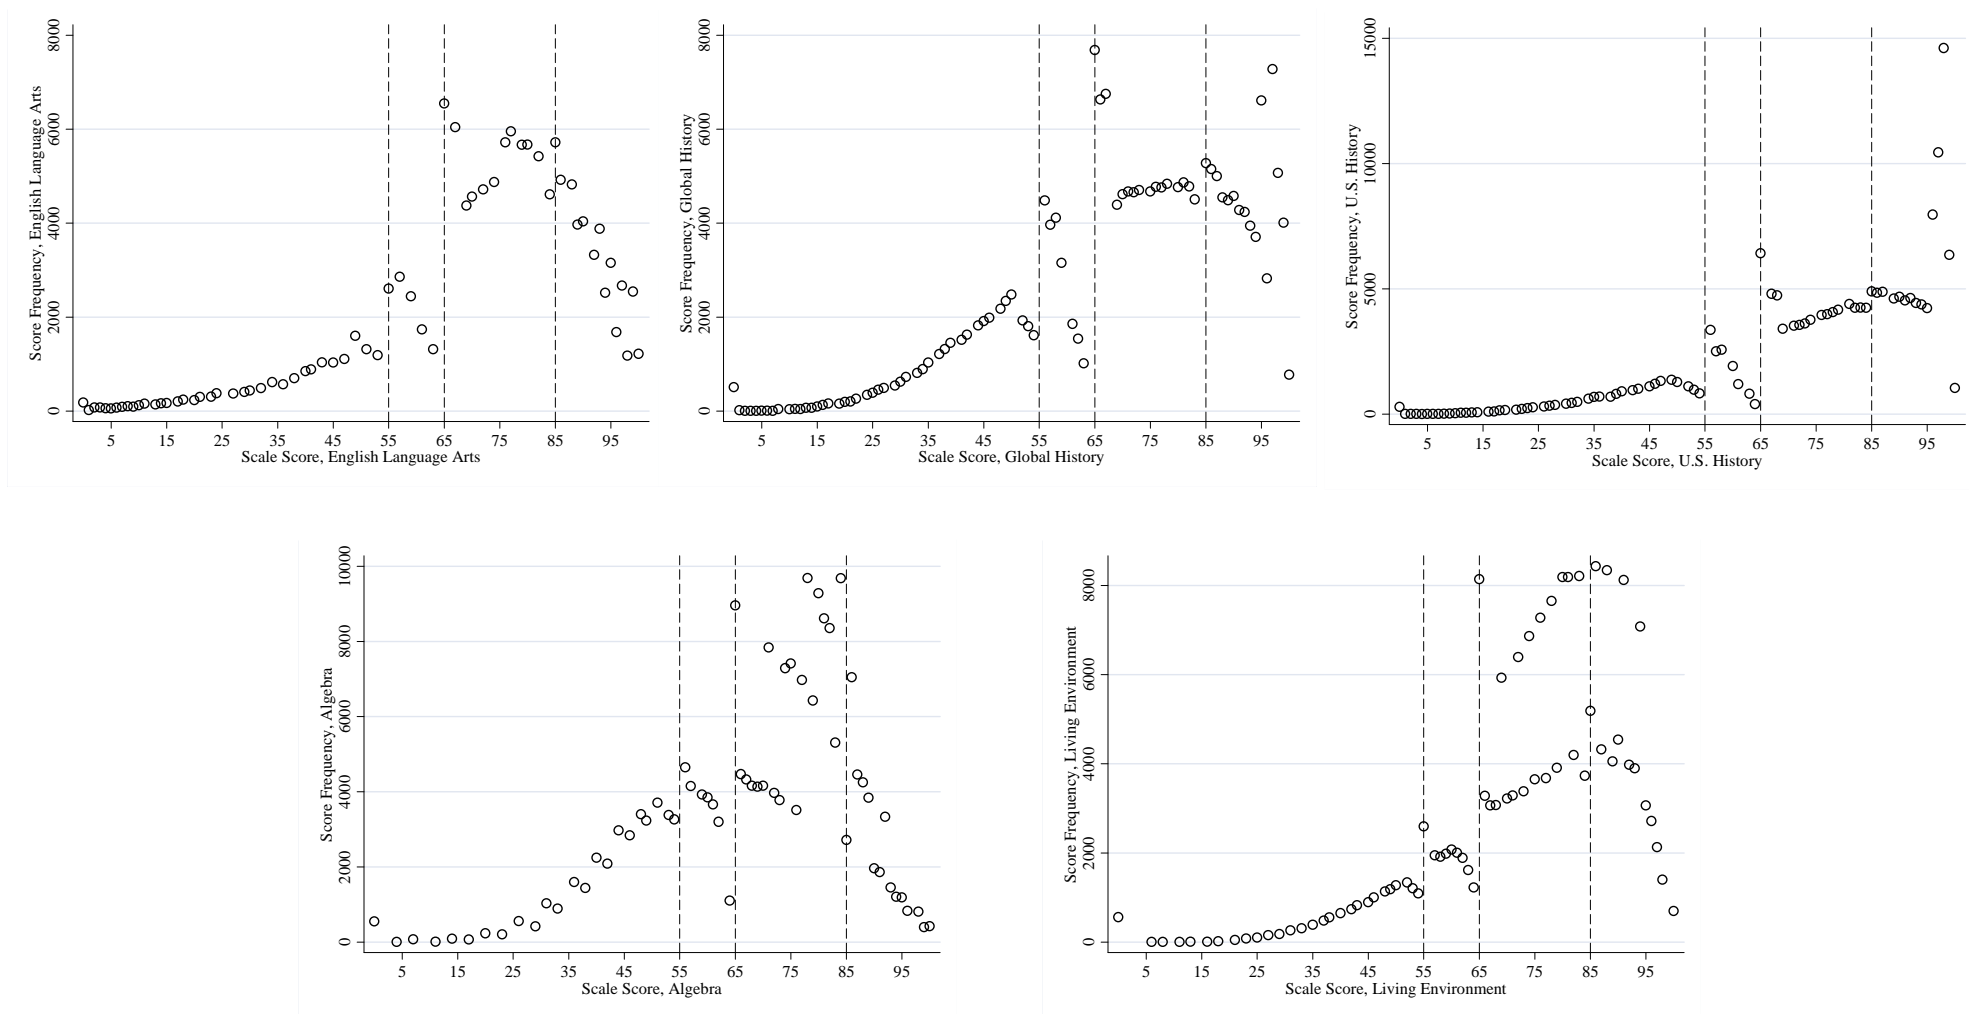 Score Frequency, English Language Arts
0 2000 4000 6000 8000
5 15 25 35 45 55 65 75 85 95
Scale Score, English Language Arts
Score Frequency, Global History
0 2000 4000 6000 8000
5 15 25 35 45 55 65 75 85 95
Scale Score, Global History
Score Frequency, U.S. History
0 5000 10000 15000
5 15 25 35 45 55 65 75 85 95
Scale Score, U.S. History
Score Frequency, Algebra
0 2000 4000 6000 8000 10000
5 15 25 35 45 55 65 75 85 95
Scale Score, Algebra
Score Frequency, Living Environment
0 2000 4000 6000 8000
5 15 25 35 45 55 65 75 85 95
Scale Score, Living Environment